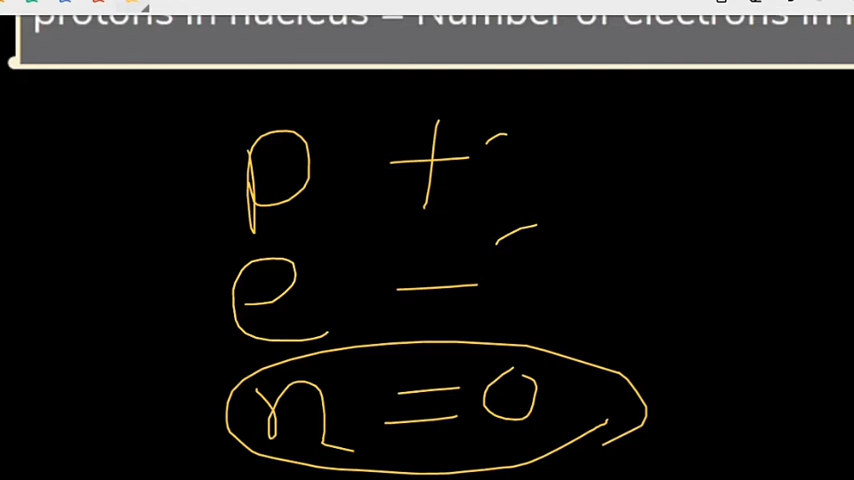 protons in nucleus = Number of electrons in
p +
e -
n = 0